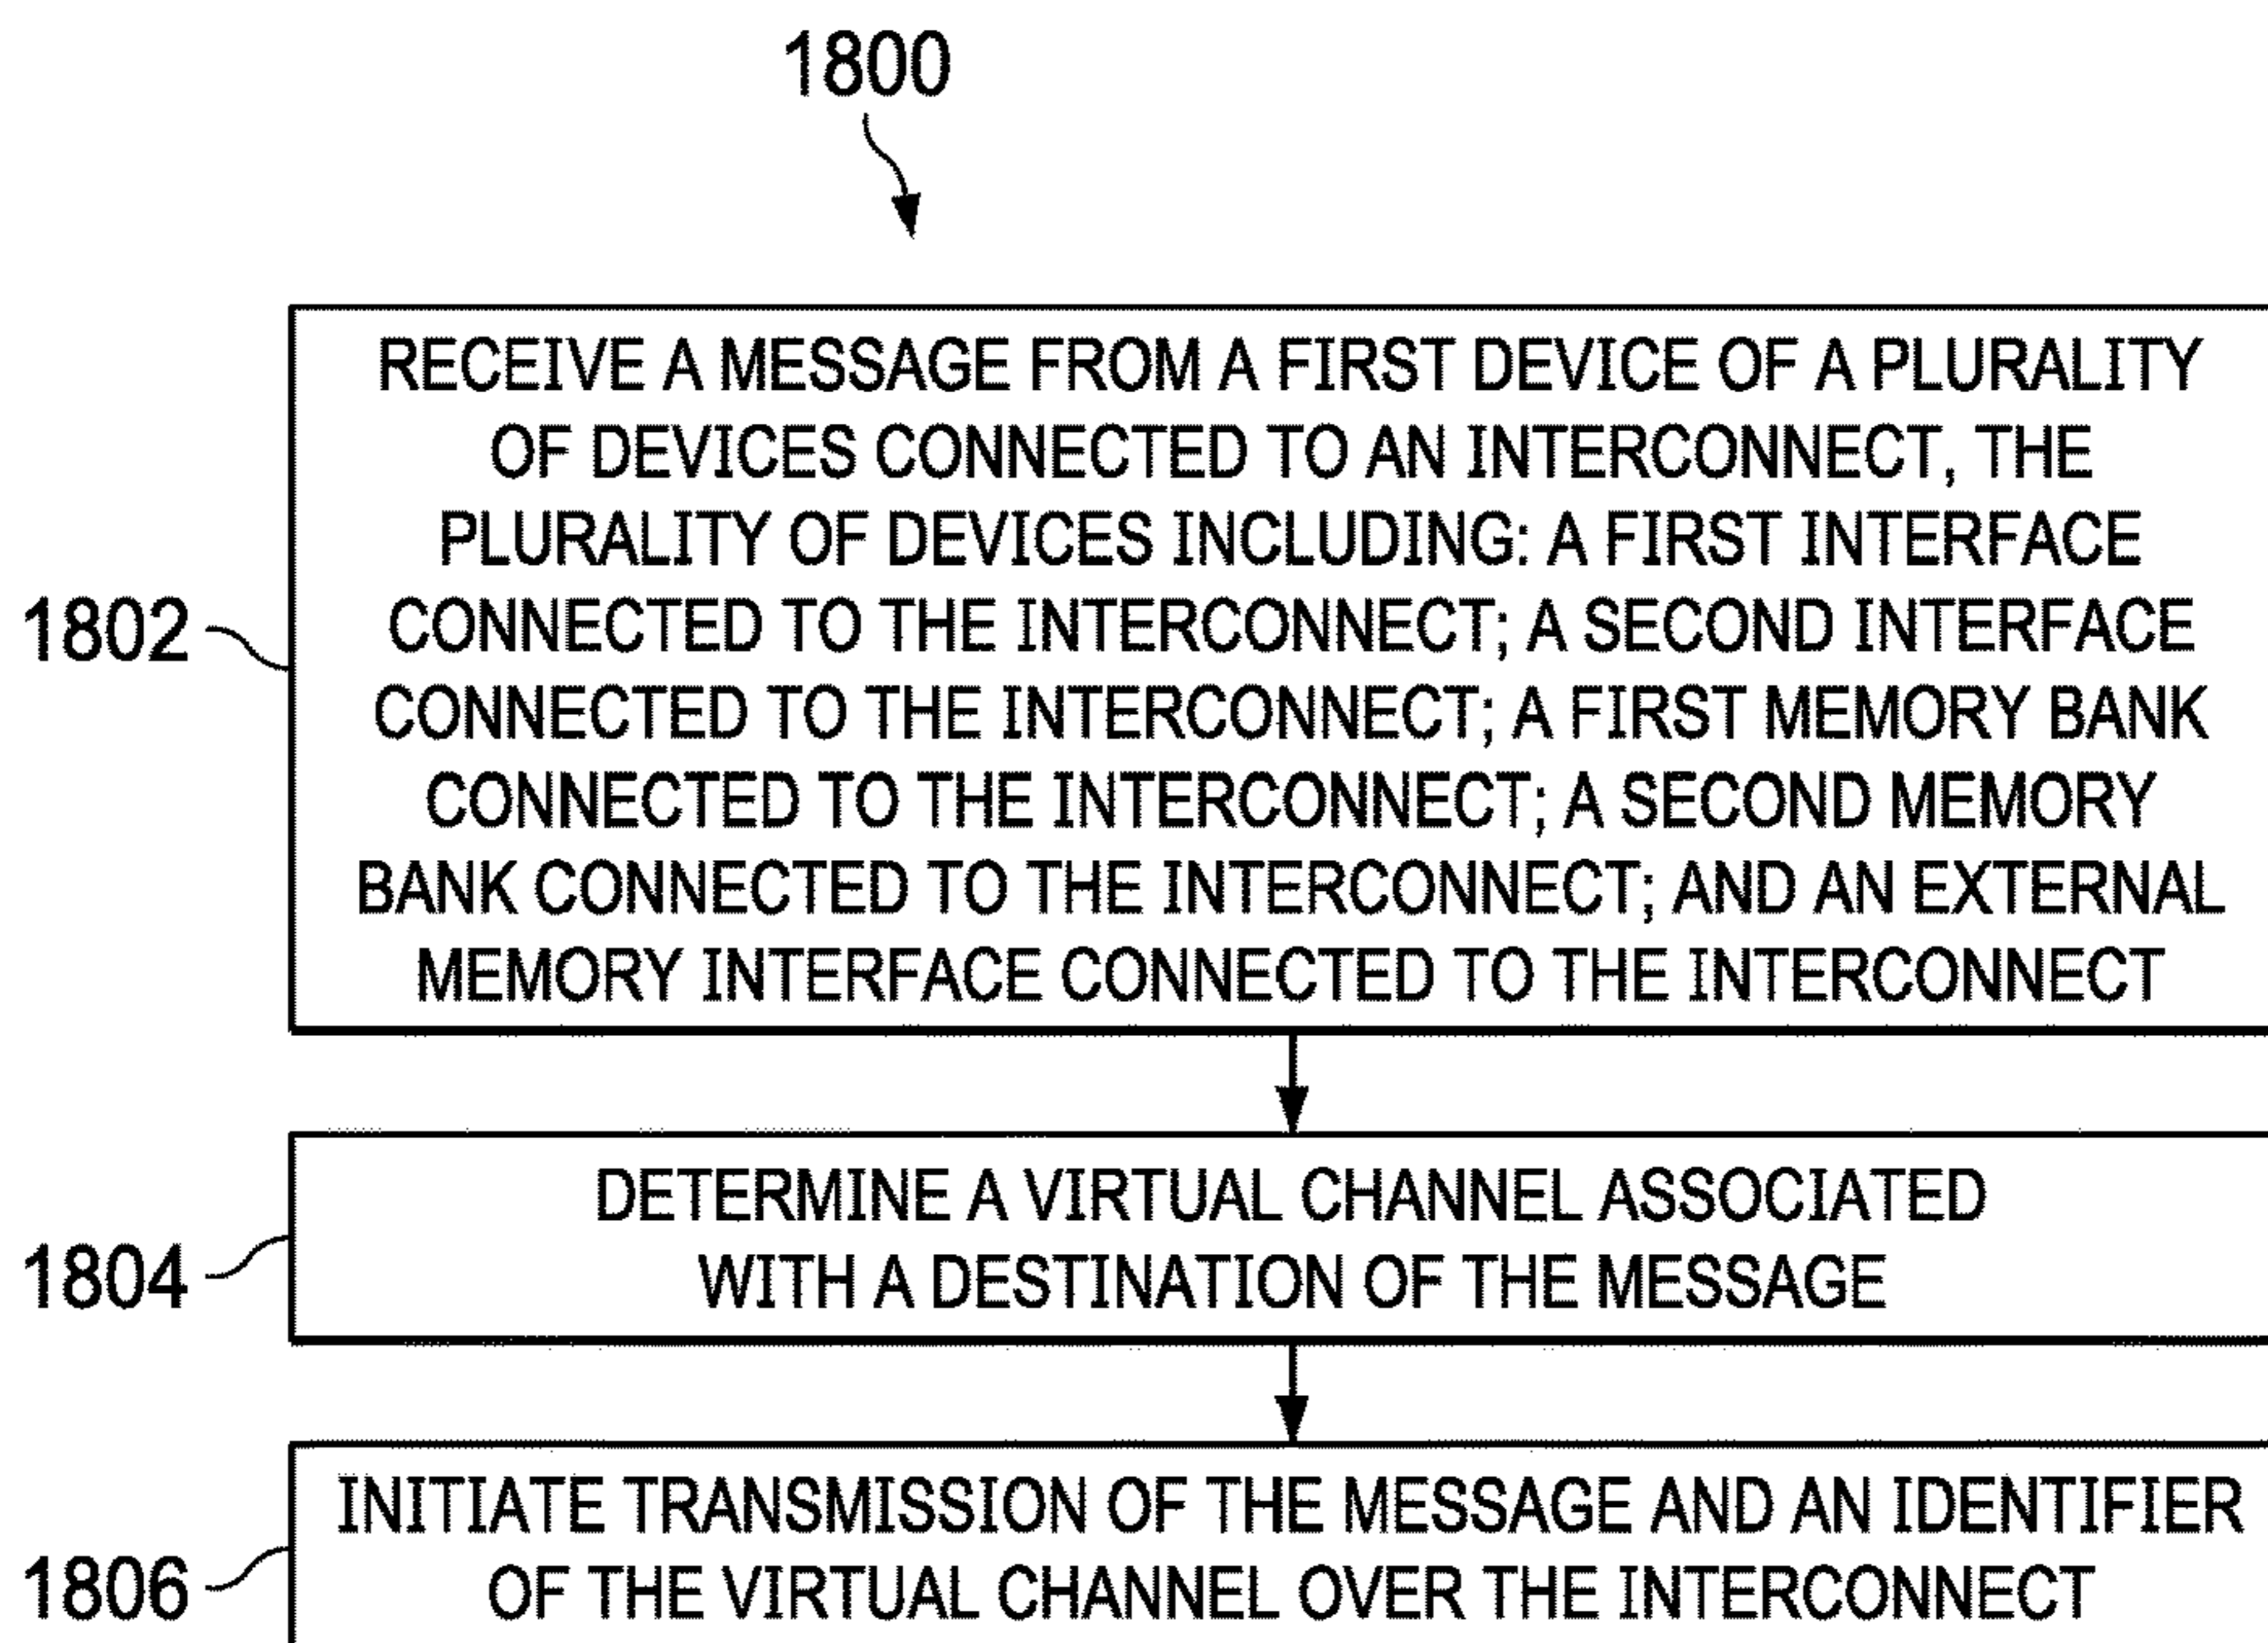 1800
RECEIVE A MESSAGE FROM A FIRST DEVICE OF A PLURALITY
OF DEVICES CONNECTED TO AN INTERCONNECT, THE
PLURALITY OF DEVICES INCLUDING: A FIRST INTERFACE
1802
CONNECTED TO THE INTERCONNECT; A SECOND INTERFACE
CONNECTED TO THE INTERCONNECT; A FIRST MEMORY BANK
CONNECTED TO THE INTERCONNECT; A SECOND MEMORY
BANK CONNECTED TO THE INTERCONNECT; AND AN EXTERNAL
MEMORY INTERFACE CONNECTED TO THE INTERCONNECT
DETERMINE A VIRTUAL CHANNEL ASSOCIATED
1804
WITH A DESTINATION OF THE MESSAGE
INITIATE TRANSMISSION OF THE MESSAGE AND AN IDENTIFIER
1806
OF THE VIRTUAL CHANNEL OVER THE INTERCONNECT